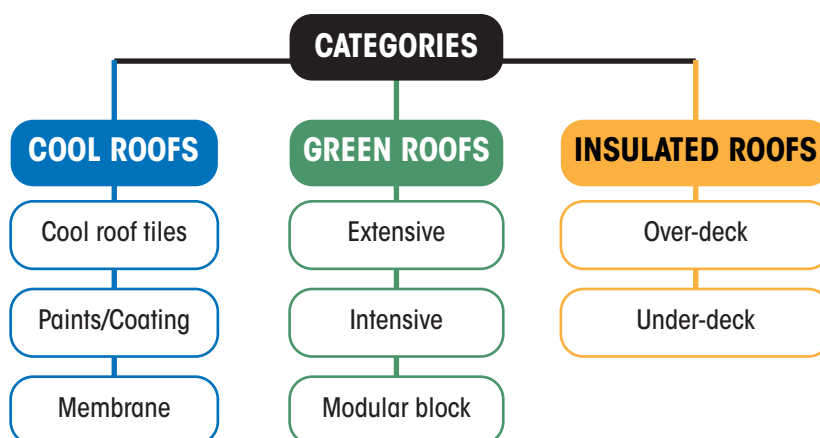 CATEGORIES
COOL ROOFS
Cool roof tiles
Paints/Coating
Membrane
GREEN ROOFS
Extensive
Intensive
Modular block
INSULATED ROOFS
Over-deck
Under-deck